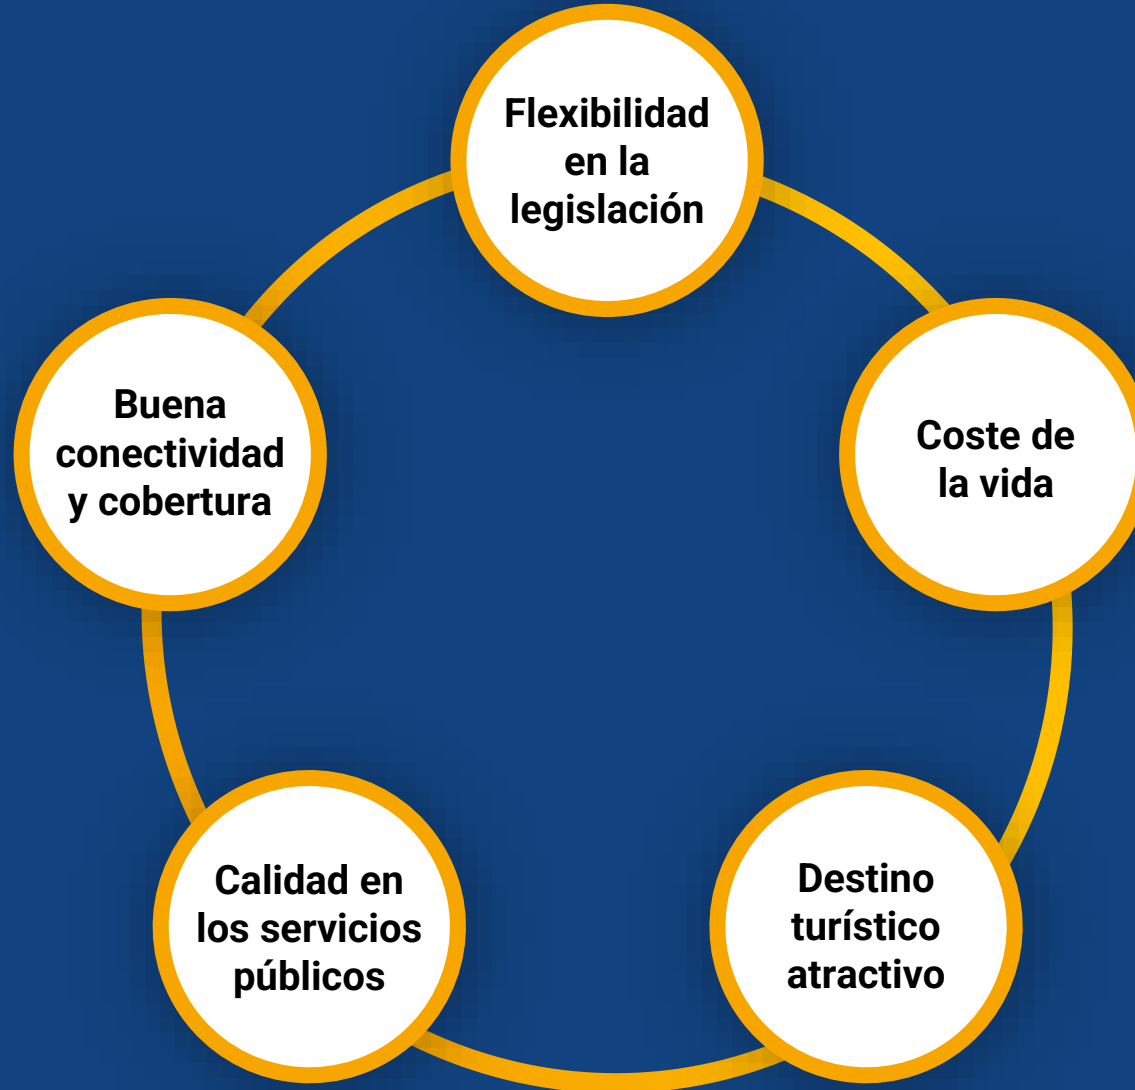 Flexibilidad
en la
legislación
Buena
conectividad
y cobertura
Coste de
la vida
Calidad en
los servicios
públicos
Destino
turístico
atractivo